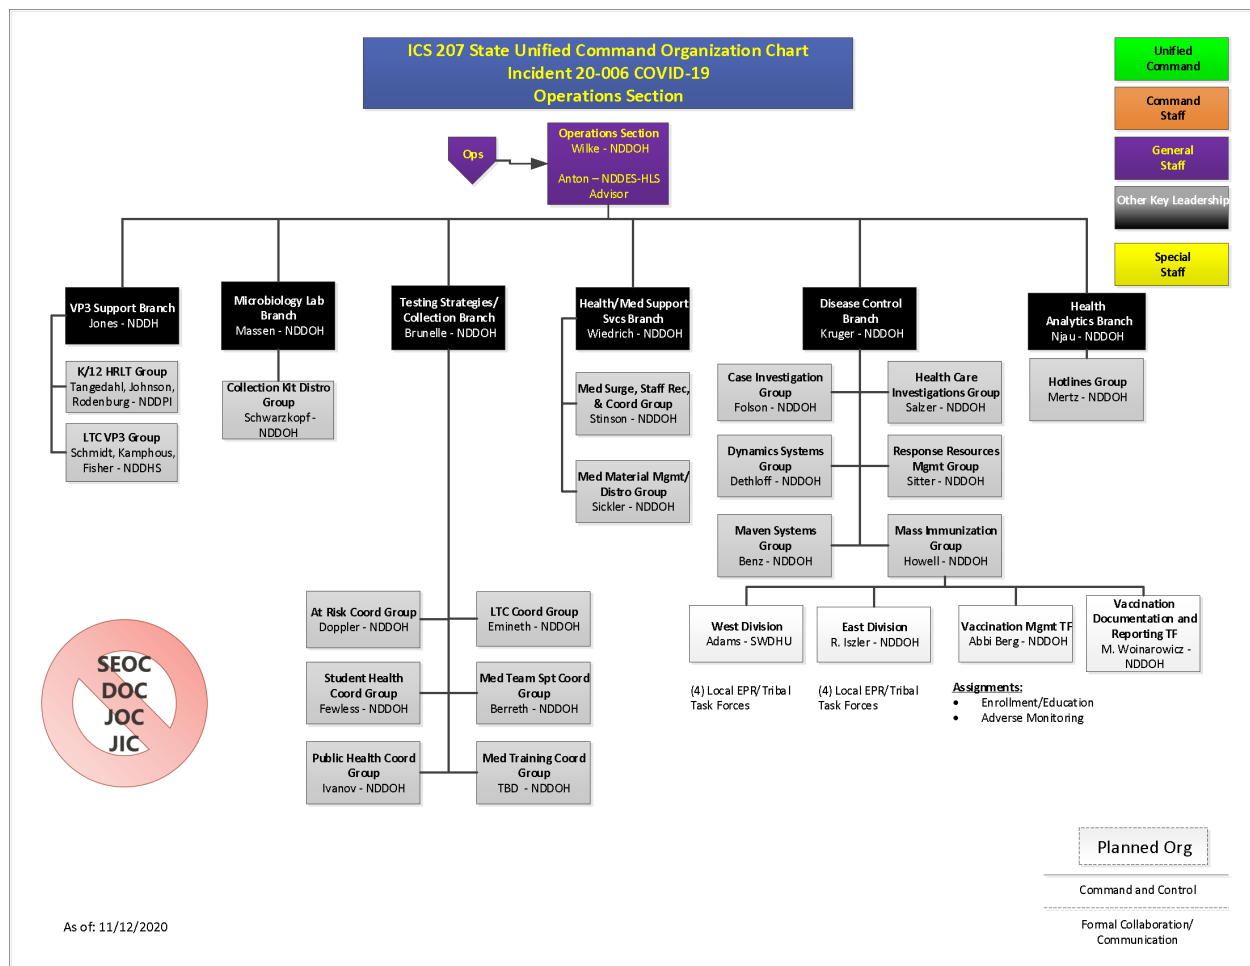 ICS 207 State Unified Command Organization Chart
Incident 20-006 COVID-19
Operations Section
Unified
Command
Command
Staff
General
Staff
Other Key Leadership
Special
Staff
Ops
Operations Section
Wilke - NDDOH
Anton – NDDES-HLS
Advisor
VP3 Support Branch
Jones - NDDH
K/12 HRLT Group
Tangedahl, Johnson,
Rodenburg - NDDPI
LTC VP3 Group
Schmidt, Kamphous,
Fisher - NDDHS
Microbiology Lab
Branch
Massen - NDDOH
Collection Kit Distro
Group
Schwarzkopf -
NDDOH
Testing Strategies/
Collection Branch
Brunelle - NDDOH
At Risk Coord Group
Doppler - NDDOH
LTC Coord Group
Emineth - NDDOH
Student Health
Coord Group
Fewless - NDDOH
Med Team Spt Coord
Group
Berreth - NDDOH
Public Health Coord
Group
Ivanov - NDDOH
Med Training Coord
Group
TBD - NDDOH
Health/Med Support
Svcs Branch
Wiedrich - NDDOH
Med Surge, Staff Rec,
& Coord Group
Stinson - NDDOH
Med Material Mgmt/
Distro Group
Sickler - NDDOH
Disease Control
Branch
Kruger - NDDOH
Case Investigation
Group
Folson - NDDOH
Health Care
Investigations Group
Salzer - NDDOH
Dynamics Systems
Group
Dethloff - NDDOH
Response Resources
Mgmt Group
Sitter - NDDOH
Maven Systems
Group
Benz - NDDOH
Mass Immunization
Group
Howell - NDDOH
West Division
Adams - SWDHU
(4) Local EPR/Tribal
Task Forces
East Division
R. Iszler - NDDOH
(4) Local EPR/Tribal
Task Forces
Vaccination Mgmt TF
Abbi Berg - NDDOH
Assignments:
• Enrollment/Education
• Adverse Monitoring
Vaccination
Documentation and
Reporting TF
M. Woinarowicz -
NDDOH
Health
Analytics Branch
Njau - NDDOH
Hotlines Group
Mertz - NDDOH
SEOC
DOC
JOC
JIC
Planned Org
Command and Control
Formal Collaboration/
Communication
As of: 11/12/2020